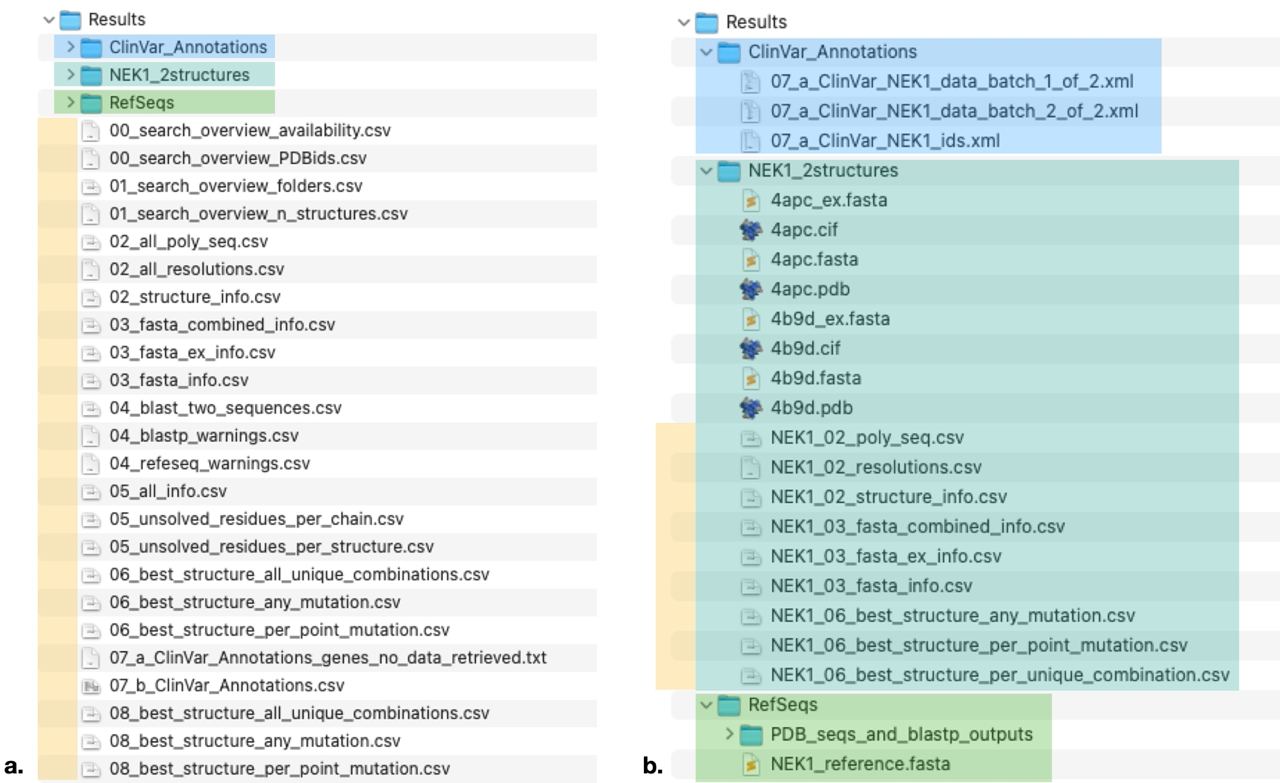 Results
ClinVar_Annotations
NEK1_2structures
RefSeqs
00_search_overview_availability.csv
00_search_overview_PDBids.csv
01_search_overview_folders.csv
01_search_overview_n_structures.csv
02_all_poly_seq.csv
02_all_resolutions.csv
02_structure_info.csv
03_fasta_combined_info.csv
03_fasta_ex_info.csv
03_fasta_info.csv
04_blast_two_sequences.csv
04_blastp_warnings.csv
04_refeseq_warnings.csv
05_all_info.csv
05_unsolved_residues_per_chain.csv
05_unsolved_residues_per_structure.csv
06_best_structure_all_unique_combinations.csv
06_best_structure_any_mutation.csv
06_best_structure_per_point_mutation.csv
07_a_ClinVar_Annotations_genes_no_data_retrieved.txt
07_b_ClinVar_Annotations.csv
08_best_structure_all_unique_combinations.csv
08_best_structure_any_mutation.csv
08_best_structure_per_point_mutation.csv
a.
Results
ClinVar_Annotations
07_a_ClinVar_NEK1_data_batch_1_of_2.xml
07_a_ClinVar_NEK1_data_batch_2_of_2.xml
07_a_ClinVar_NEK1_ids.xml
NEK1_2structures
4apc_ex.fasta
4apc.cif
4apc.fasta
4apc.pdb
4b9d_ex.fasta
4b9d.cif
4b9d.fasta
4b9d.pdb
NEK1_02_poly_seq.csv
NEK1_02_resolutions.csv
NEK1_02_structure_info.csv
NEK1_03_fasta_combined_info.csv
NEK1_03_fasta_ex_info.csv
NEK1_03_fasta_info.csv
NEK1_06_best_structure_any_mutation.csv
NEK1_06_best_structure_per_point_mutation.csv
NEK1_06_best_structure_per_unique_combination.csv
RefSeqs
PDB_seqs_and_blastp_outputs
NEK1_reference.fasta
b.